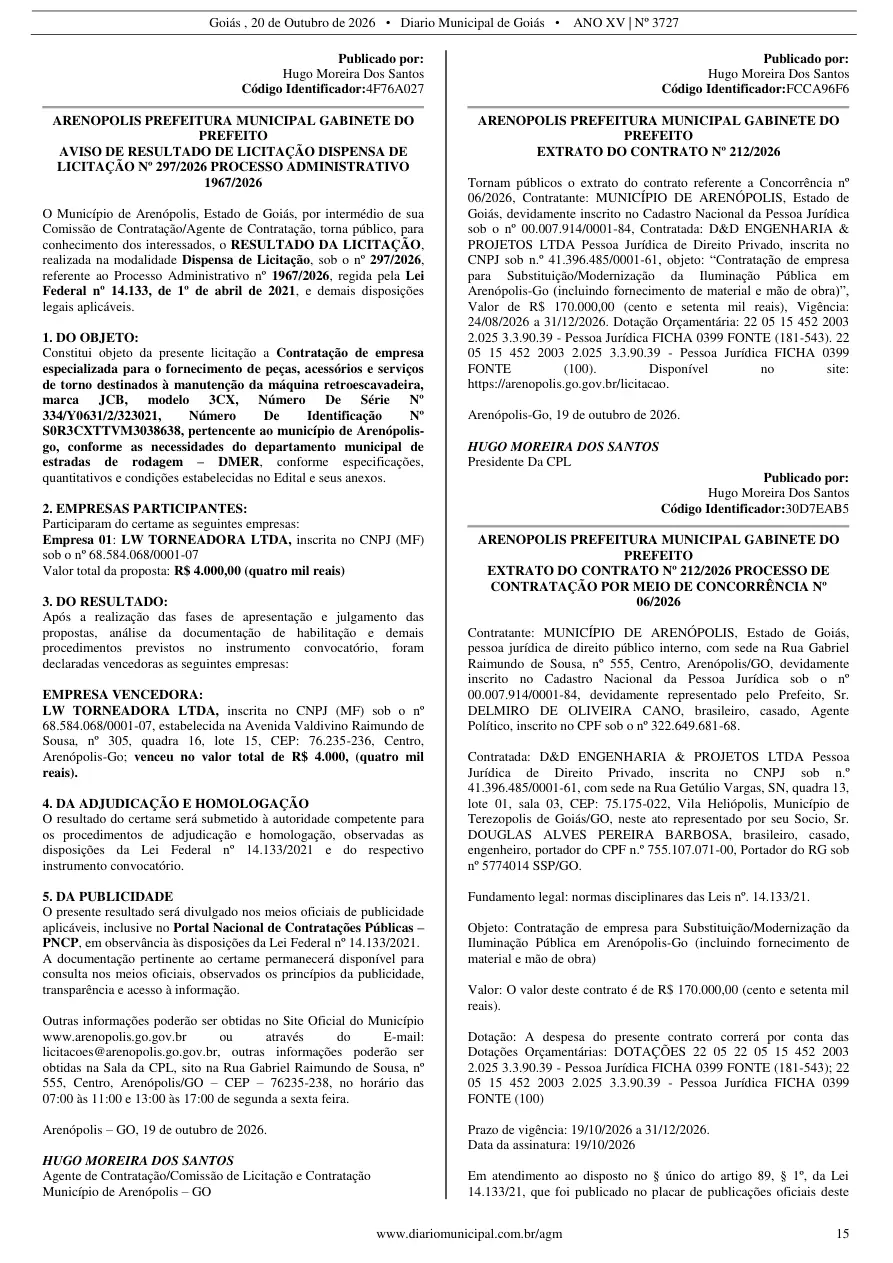 Goiás , 20 de Outubro de 2026 • Diario Municipal de Goiás • ANO XV | Nº 3727
Publicado por:
Hugo Moreira Dos Santos
Código Identificador:4F76A027
ARENOPOLIS PREFEITURA MUNICIPAL GABINETE DO
PREFEITO
AVISO DE RESULTADO DE LICITAÇÃO DISPENSA DE
LICITAÇÃO Nº 297/2026 PROCESSO ADMINISTRATIVO
1967/2026
O Município de Arenópolis, Estado de Goiás, por intermédio de sua
Comissão de Contratação/Agente de Contratação, torna público, para
conhecimento dos interessados, o RESULTADO DA LICITAÇÃO,
realizada na modalidade Dispensa de Licitação, sob o nº 297/2026,
referente ao Processo Administrativo nº 1967/2026, regida pela Lei
Federal nº 14.133, de 1º de abril de 2021, e demais disposições
legais aplicáveis.
1. DO OBJETO:
Constitui objeto da presente licitação a Contratação de empresa
especializada para o fornecimento de peças, acessórios e serviços
de torno destinados à manutenção da máquina retroescavadeira,
marca JCB, modelo 3CX, Número De Série Nº
334/Y0631/2/323021, Número De Identificação Nº
S0R3CXTTVM3038638, pertencente ao município de Arenópolis-
go, conforme as necessidades do departamento municipal de
estradas de rodagem – DMER, conforme especificações,
quantitativos e condições estabelecidas no Edital e seus anexos.
2. EMPRESAS PARTICIPANTES:
Participaram do certame as seguintes empresas:
Empresa 01: LW TORNEADORA LTDA, inscrita no CNPJ (MF)
sob o nº 68.584.068/0001-07
Valor total da proposta: R$ 4.000,00 (quatro mil reais)
3. DO RESULTADO:
Após a realização das fases de apresentação e julgamento das
propostas, análise da documentação de habilitação e demais
procedimentos previstos no instrumento convocatório, foram
declaradas vencedoras as seguintes empresas:
EMPRESA VENCEDORA:
LW TORNEADORA LTDA, inscrita no CNPJ (MF) sob o nº
68.584.068/0001-07, estabelecida na Avenida Valdivino Raimundo de
Sousa, nº 305, quadra 16, lote 15, CEP: 76.235-236, Centro,
Arenópolis-Go; venceu no valor total de R$ 4.000, (quatro mil
reais).
4. DA ADJUDICAÇÃO E HOMOLOGAÇÃO
O resultado do certame será submetido à autoridade competente para
os procedimentos de adjudicação e homologação, observadas as
disposições da Lei Federal nº 14.133/2021 e do respectivo
instrumento convocatório.
5. DA PUBLICIDADE
O presente resultado será divulgado nos meios oficiais de publicidade
aplicáveis, inclusive no Portal Nacional de Contratações Públicas –
PNCP, em observância às disposições da Lei Federal nº 14.133/2021.
A documentação pertinente ao certame permanecerá disponível para
consulta nos meios oficiais, observados os princípios da publicidade,
transparência e acesso à informação.
Outras informações poderão ser obtidas no Site Oficial do Município
www.arenopolis.go.gov.br ou através do E-mail:
licitacoes@arenopolis.go.gov.br, outras informações poderão ser
obtidas na Sala da CPL, sito na Rua Gabriel Raimundo de Sousa, nº
555, Centro, Arenópolis/GO – CEP – 76235-238, no horário das
07:00 às 11:00 e 13:00 às 17:00 de segunda a sexta feira.
Arenópolis – GO, 19 de outubro de 2026.
HUGO MOREIRA DOS SANTOS
Agente de Contratação/Comissão de Licitação e Contratação
Município de Arenópolis – GO
Publicado por:
Hugo Moreira Dos Santos
Código Identificador:FCCA96F6
ARENOPOLIS PREFEITURA MUNICIPAL GABINETE DO
PREFEITO
EXTRATO DO CONTRATO Nº 212/2026
Tornam públicos o extrato do contrato referente a Concorrência nº
06/2026, Contratante: MUNICÍPIO DE ARENÓPOLIS, Estado de
Goiás, devidamente inscrito no Cadastro Nacional da Pessoa Jurídica
sob o nº 00.007.914/0001-84, Contratada: D&D ENGENHARIA &
PROJETOS LTDA Pessoa Jurídica de Direito Privado, inscrita no
CNPJ sob n.º 41.396.485/0001-61, objeto: “Contratação de empresa
para Substituição/Modernização da Iluminação Pública em
Arenópolis-Go (incluindo fornecimento de material e mão de obra)”,
Valor de R$ 170.000,00 (cento e setenta mil reais), Vigência:
24/08/2026 a 31/12/2026. Dotação Orçamentária: 22 05 15 452 2003
2.025 3.3.90.39 - Pessoa Jurídica FICHA 0399 FONTE (181-543). 22
05 15 452 2003 2.025 3.3.90.39 - Pessoa Jurídica FICHA 0399
FONTE (100). Disponível no site:
https://arenopolis.go.gov.br/licitacao.
Arenópolis-Go, 19 de outubro de 2026.
HUGO MOREIRA DOS SANTOS
Presidente Da CPL
Publicado por:
Hugo Moreira Dos Santos
Código Identificador:30D7EAB5
ARENOPOLIS PREFEITURA MUNICIPAL GABINETE DO
PREFEITO
EXTRATO DO CONTRATO Nº 212/2026 PROCESSO DE
CONTRATAÇÃO POR MEIO DE CONCORRÊNCIA Nº
06/2026
Contratante: MUNICÍPIO DE ARENÓPOLIS, Estado de Goiás,
pessoa jurídica de direito público interno, com sede na Rua Gabriel
Raimundo de Sousa, nº 555, Centro, Arenópolis/GO, devidamente
inscrito no Cadastro Nacional da Pessoa Jurídica sob o nº
00.007.914/0001-84, devidamente representado pelo Prefeito, Sr.
DELMIRO DE OLIVEIRA CANO, brasileiro, casado, Agente
Político, inscrito no CPF sob o nº 322.649.681-68.
Contratada: D&D ENGENHARIA & PROJETOS LTDA Pessoa
Jurídica de Direito Privado, inscrita no CNPJ sob n.º
41.396.485/0001-61, com sede na Rua Getúlio Vargas, SN, quadra 13,
lote 01, sala 03, CEP: 75.175-022, Vila Heliópolis, Município de
Terezopolis de Goiás/GO, neste ato representado por seu Socio, Sr.
DOUGLAS ALVES PEREIRA BARBOSA, brasileiro, casado,
engenheiro, portador do CPF n.º 755.107.071-00, Portador do RG sob
nº 5774014 SSP/GO.
Fundamento legal: normas disciplinares das Leis nº. 14.133/21.
Objeto: Contratação de empresa para Substituição/Modernização da
Iluminação Pública em Arenópolis-Go (incluindo fornecimento de
material e mão de obra)
Valor: O valor deste contrato é de R$ 170.000,00 (cento e setenta mil
reais).
Dotação: A despesa do presente contrato correrá por conta das
Dotações Orçamentárias: DOTAÇÕES 22 05 22 05 15 452 2003
2.025 3.3.90.39 - Pessoa Jurídica FICHA 0399 FONTE (181-543); 22
05 15 452 2003 2.025 3.3.90.39 - Pessoa Jurídica FICHA 0399
FONTE (100)
Prazo de vigência: 19/10/2026 a 31/12/2026.
Data da assinatura: 19/10/2026
Em atendimento ao disposto no § único do artigo 89, § 1º, da Lei
14.133/21, que foi publicado no placar de publicações oficiais deste
www.diariomunicipal.com.br/agm
15